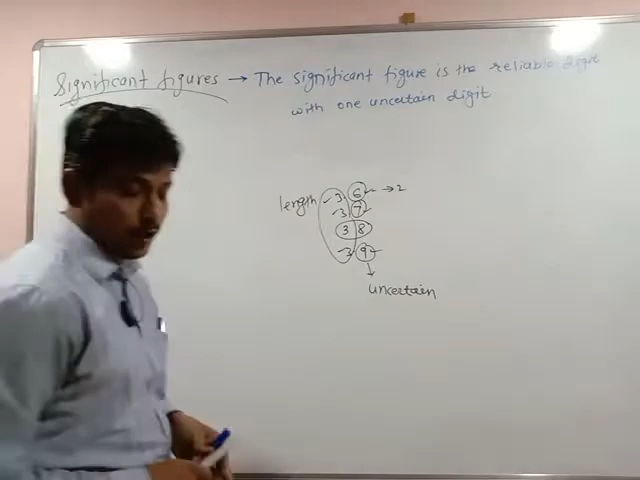 Significant figures → The significant figure is the reliable digit
with one uncertain digit
length 3 6 → 2
3 7
3 8
3 9
uncertain